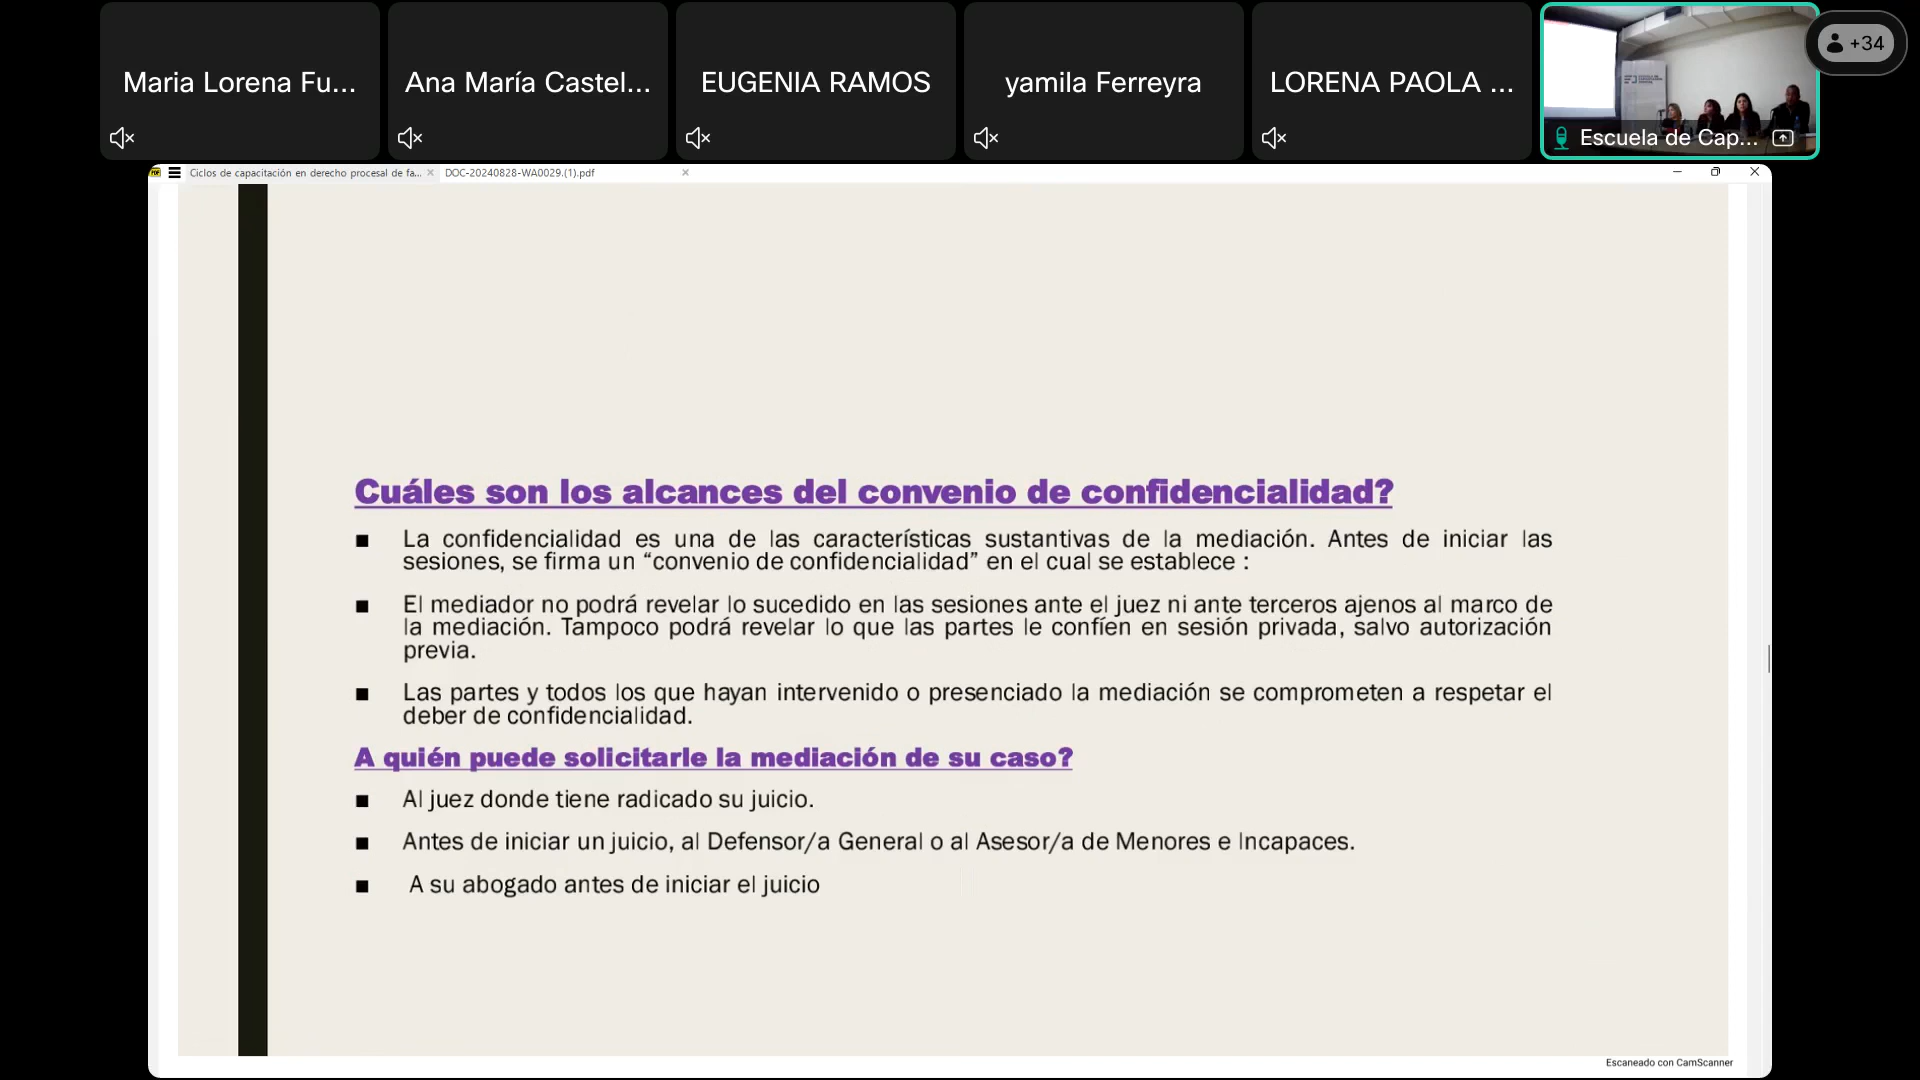 Maria Lorena Fu...
Ana María Castel...
EUGENIA RAMOS
yamila Ferreyra
LORENA PAOLA ...
Escuela de Cap...
+34
Ciclos de capacitación en derecho procesal de fa...
DOC-20240828-WA0029.(1).pdf
Cuáles son los alcances del convenio de confidencialidad?
■ La confidencialidad es una de las características sustantivas de la mediación. Antes de iniciar las
sesiones, se firma un “convenio de confidencialidad” en el cual se establece :
■ El mediador no podrá revelar lo sucedido en las sesiones ante el juez ni ante terceros ajenos al marco de
la mediación. Tampoco podrá revelar lo que las partes le confíen en sesión privada, salvo autorización
previa.
■ Las partes y todos los que hayan intervenido o presenciado la mediación se comprometen a respetar el
deber de confidencialidad.
A quién puede solicitarle la mediación de su caso?
■ Al juez donde tiene radicado su juicio.
■ Antes de iniciar un juicio, al Defensor/a General o al Asesor/a de Menores e Incapaces.
■ A su abogado antes de iniciar el juicio
Escaneado con CamScanner